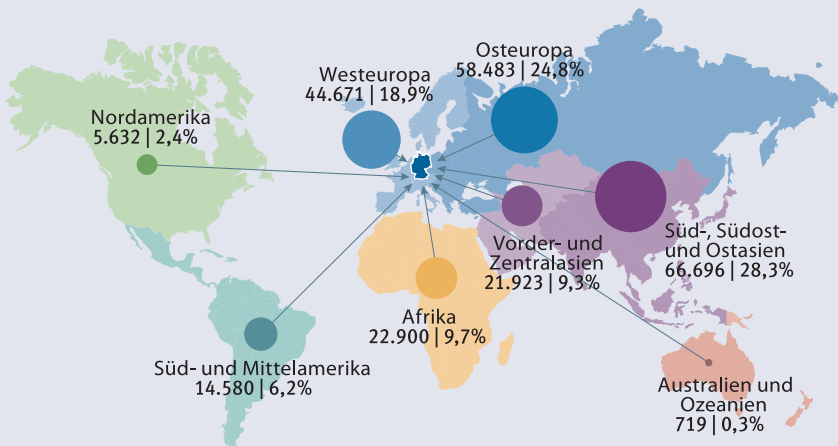 Osteuropa
58.483 | 24,8%
Westeuropa
44.671 | 18,9%
Nordamerika
5.632 | 2,4%
Süd-, Südost-
und Ostasien
66.696 | 28,3%
Vorder- und
Zentralasien
21.923 | 9,3%
Afrika
22.900 | 9,7%
Süd- und Mittelamerika
14.580 | 6,2%
Australien und
Ozeanien
719 | 0,3%